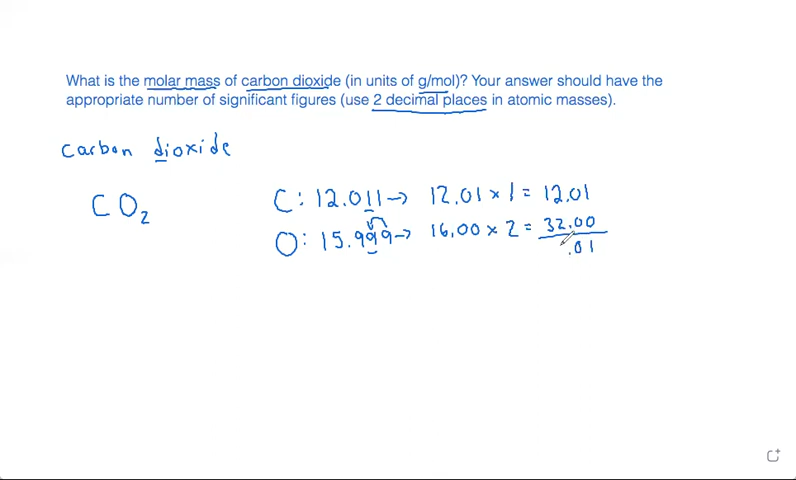 What is the molar mass of carbon dioxide (in units of g/mol)? Your answer should have the
appropriate number of significant figures (use 2 decimal places in atomic masses).
carbon dioxide
CO₂
C: 12.011 → 12.01 × 1 = 12.01
O: 15.999 → 16.00 × 2 = 32.00
.01